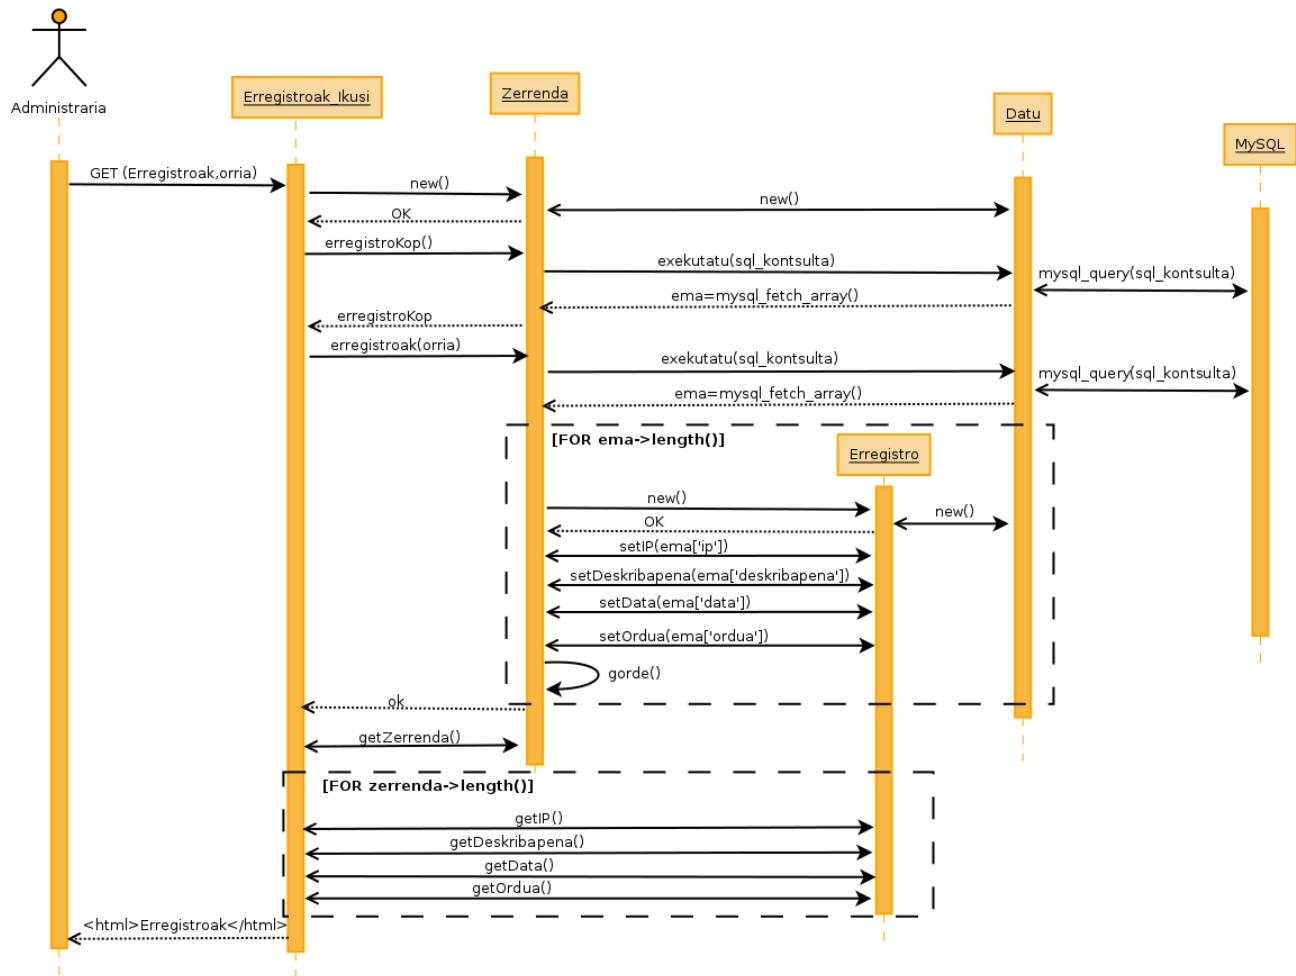 Administraria
Erregistroak_Ikusi
Zerrenda
Datu
MySQL
GET (Erregistroak,orria)
new()
new()
OK
erregistroKop()
exekutatu(sql_kontsulta)
mysql_query(sql_kontsulta)
ema=mysql_fetch_array()
erregistroKop
erregistroak(orria)
exekutatu(sql_kontsulta)
mysql_query(sql_kontsulta)
ema=mysql_fetch_array()
[FOR ema->length()]
Erregistro
new()
new()
OK
setIP(ema['ip'])
setDeskribapena(ema['deskribapena'])
setData(ema['data'])
setOrdua(ema['ordua'])
gorde()
ok
getZerrenda()
[FOR zerrenda->length()]
getIP()
getDeskribapena()
getData()
getOrdua()
<html>Erregistroak</html>